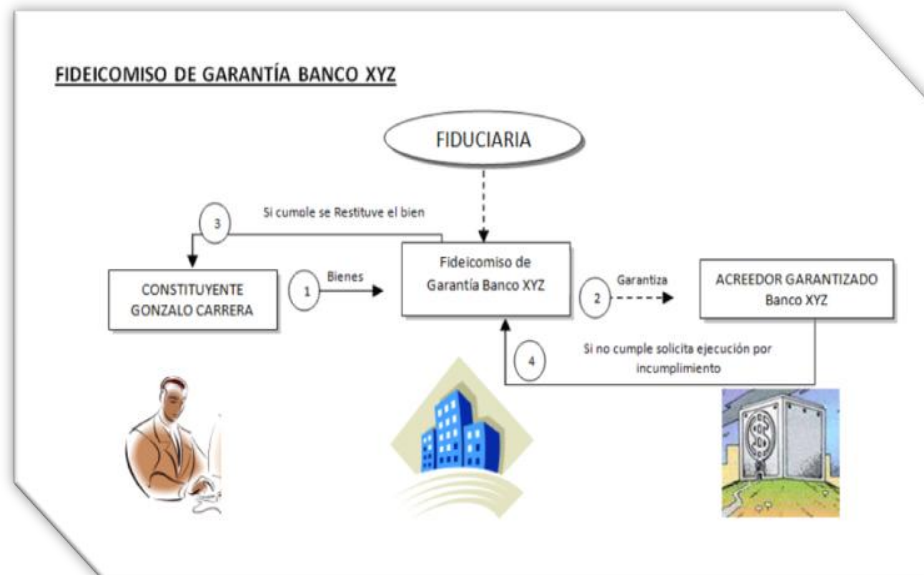 FIDEICOMISO DE GARANTÍA BANCO XYZ
FIDUCIARIA
3
Si cumple se Restituve el bien
CONSTITUYENTE
GONZALO CARRERA
1
Bienes
Fideicomiso de
Garantía Banco XYZ
2
Garantiza
ACREEDOR GARANTIZADO
Banco XYZ
4
Si no cumple solicita ejecución por
incumplimiento
$